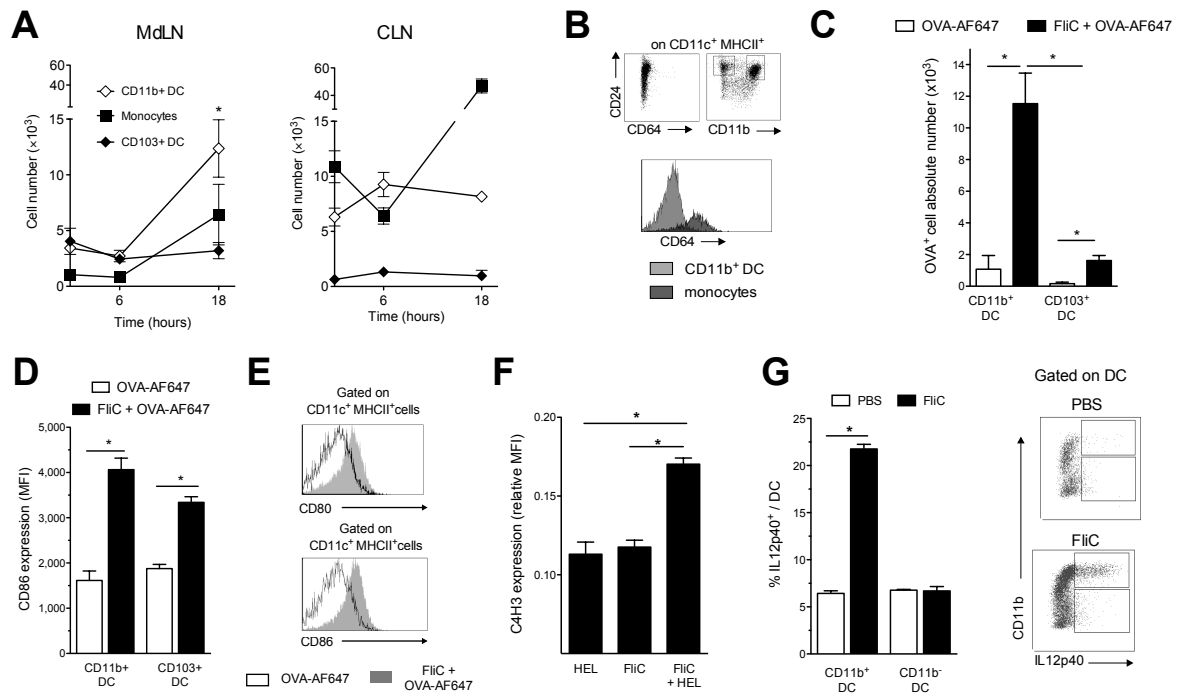 A
MdLN
CLN
60
40
15
10
5
0
Cell number (×10³)
CD11b+ DC
Monocytes
CD103+ DC
*
6
18
Time (hours)
60
40
15
10
5
0
Cell number (×10³)
6
18
Time (hours)
B
on CD11c⁺ MHCII⁺
CD24
CD64
CD11b
CD64
CD11b⁺ DC
monocytes
C
OVA-AF647
FliC + OVA-AF647
OVA⁺ cell absolute number (x10³)
14
12
10
8
6
4
2
0
*
*
*
CD11b⁺
DC
CD103⁺
DC
D
OVA-AF647
FliC + OVA-AF647
CD86 expression (MFI)
5,000
4,000
3,000
2,000
1,000
0
*
*
CD11b+
DC
CD103+
DC
E
Gated on
CD11c⁺ MHCII⁺cells
CD80
Gated on
CD11c⁺ MHCII⁺cells
CD86
OVA-AF647
FliC +
OVA-AF647
F
C4H3 expression (relative MFI)
0.20
0.15
0.10
*
*
HEL
FliC
FliC
+ HEL
G
PBS
FliC
% IL12p40⁺ / DC
25
20
15
10
5
0
*
CD11b⁺
DC
CD11b⁻
DC
Gated on DC
PBS
FliC
CD11b
IL12p40